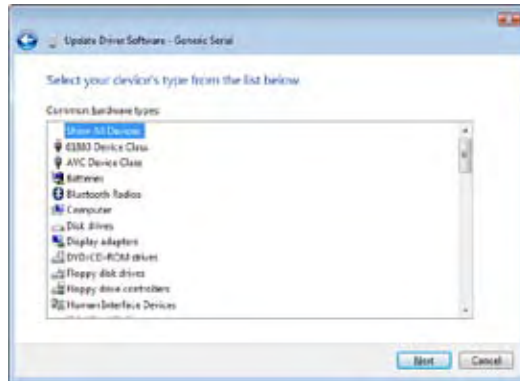 Update Driver Software - Generic Serial
Select your device's type from the list below.
Common hardware types:
Show All Devices
61883 Device Class
AVC Device Class
Batteries
Bluetooth Radios
Computer
Disk drives
Display adapters
DVD/CD-ROM drives
Floppy disk drives
Floppy drive controllers
Human Interface Devices
Next
Cancel